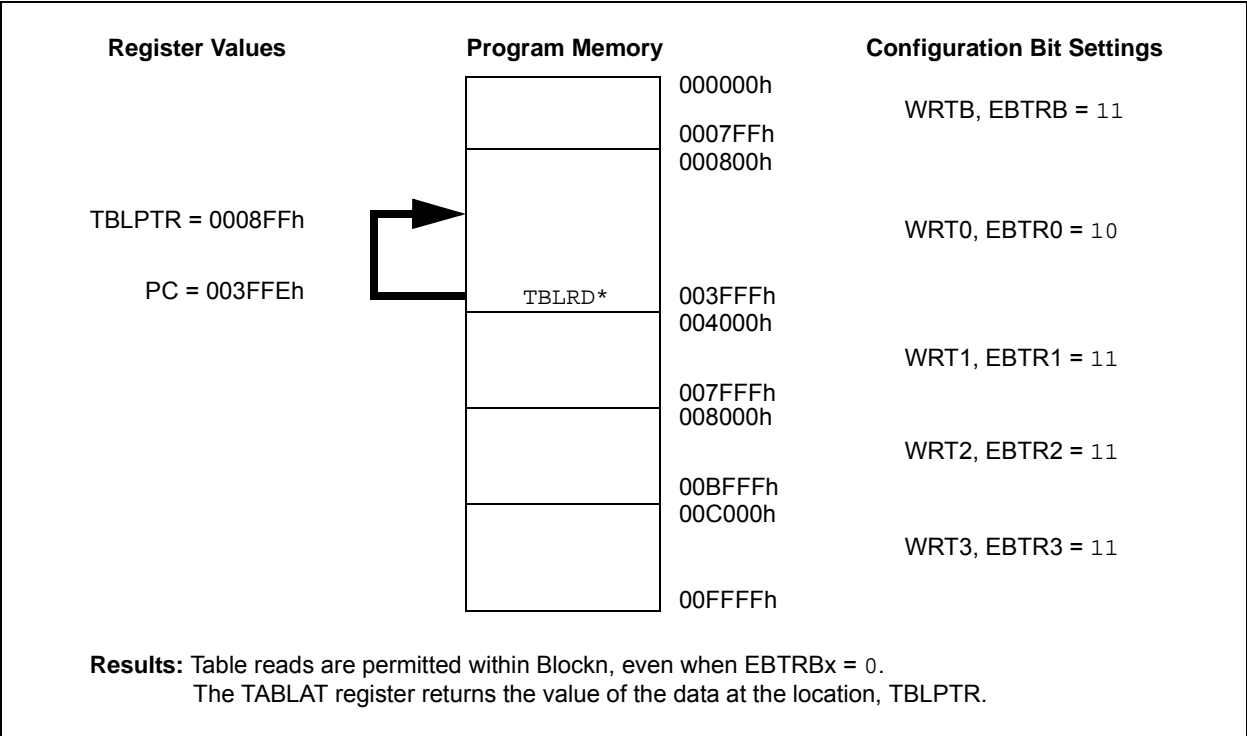 Register Values
Program Memory
Configuration Bit Settings
000000h
WRTB, EBTRB = 11
0007FFh
000800h
TBLPTR = 0008FFh
WRT0, EBTR0 = 10
PC = 003FFEh
TBLRD*
003FFFh
004000h
WRT1, EBTR1 = 11
007FFFh
008000h
WRT2, EBTR2 = 11
00BFFFh
00C000h
WRT3, EBTR3 = 11
00FFFFh
Results: Table reads are permitted within Blockn, even when EBTRBx = 0.
The TABLAT register returns the value of the data at the location, TBLPTR.